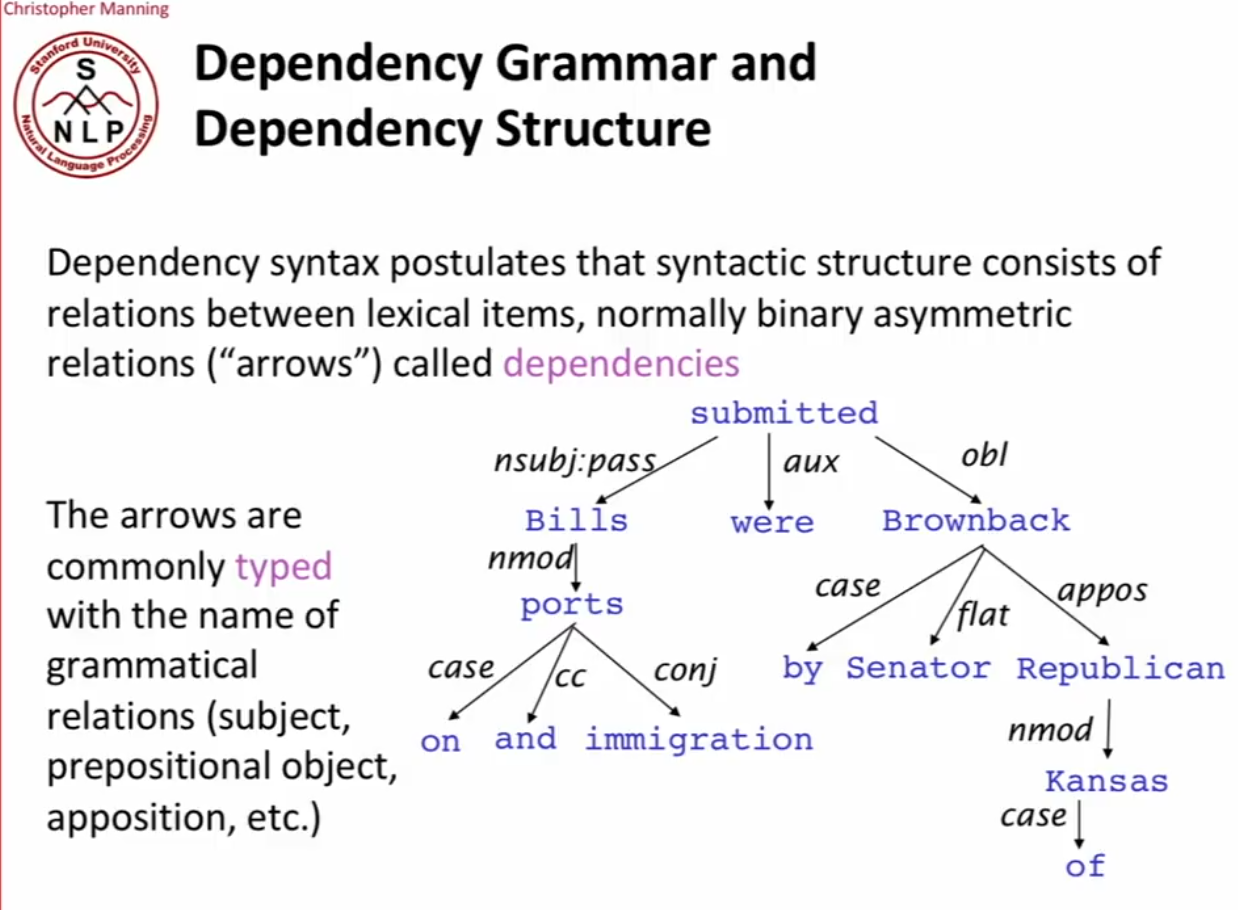 Christopher Manning
Stanford University
S
NLP
Natural Language Processing
Dependency Grammar and
Dependency Structure
Dependency syntax postulates that syntactic structure consists of
relations between lexical items, normally binary asymmetric
relations (“arrows”) called dependencies
The arrows are
commonly typed
with the name of
grammatical
relations (subject,
prepositional object,
apposition, etc.)
submitted
nsubj:pass aux obl
Bills were Brownback
nmod
ports
case flat appos
case cc conj
by Senator Republican
on and immigration
nmod
Kansas
case
of